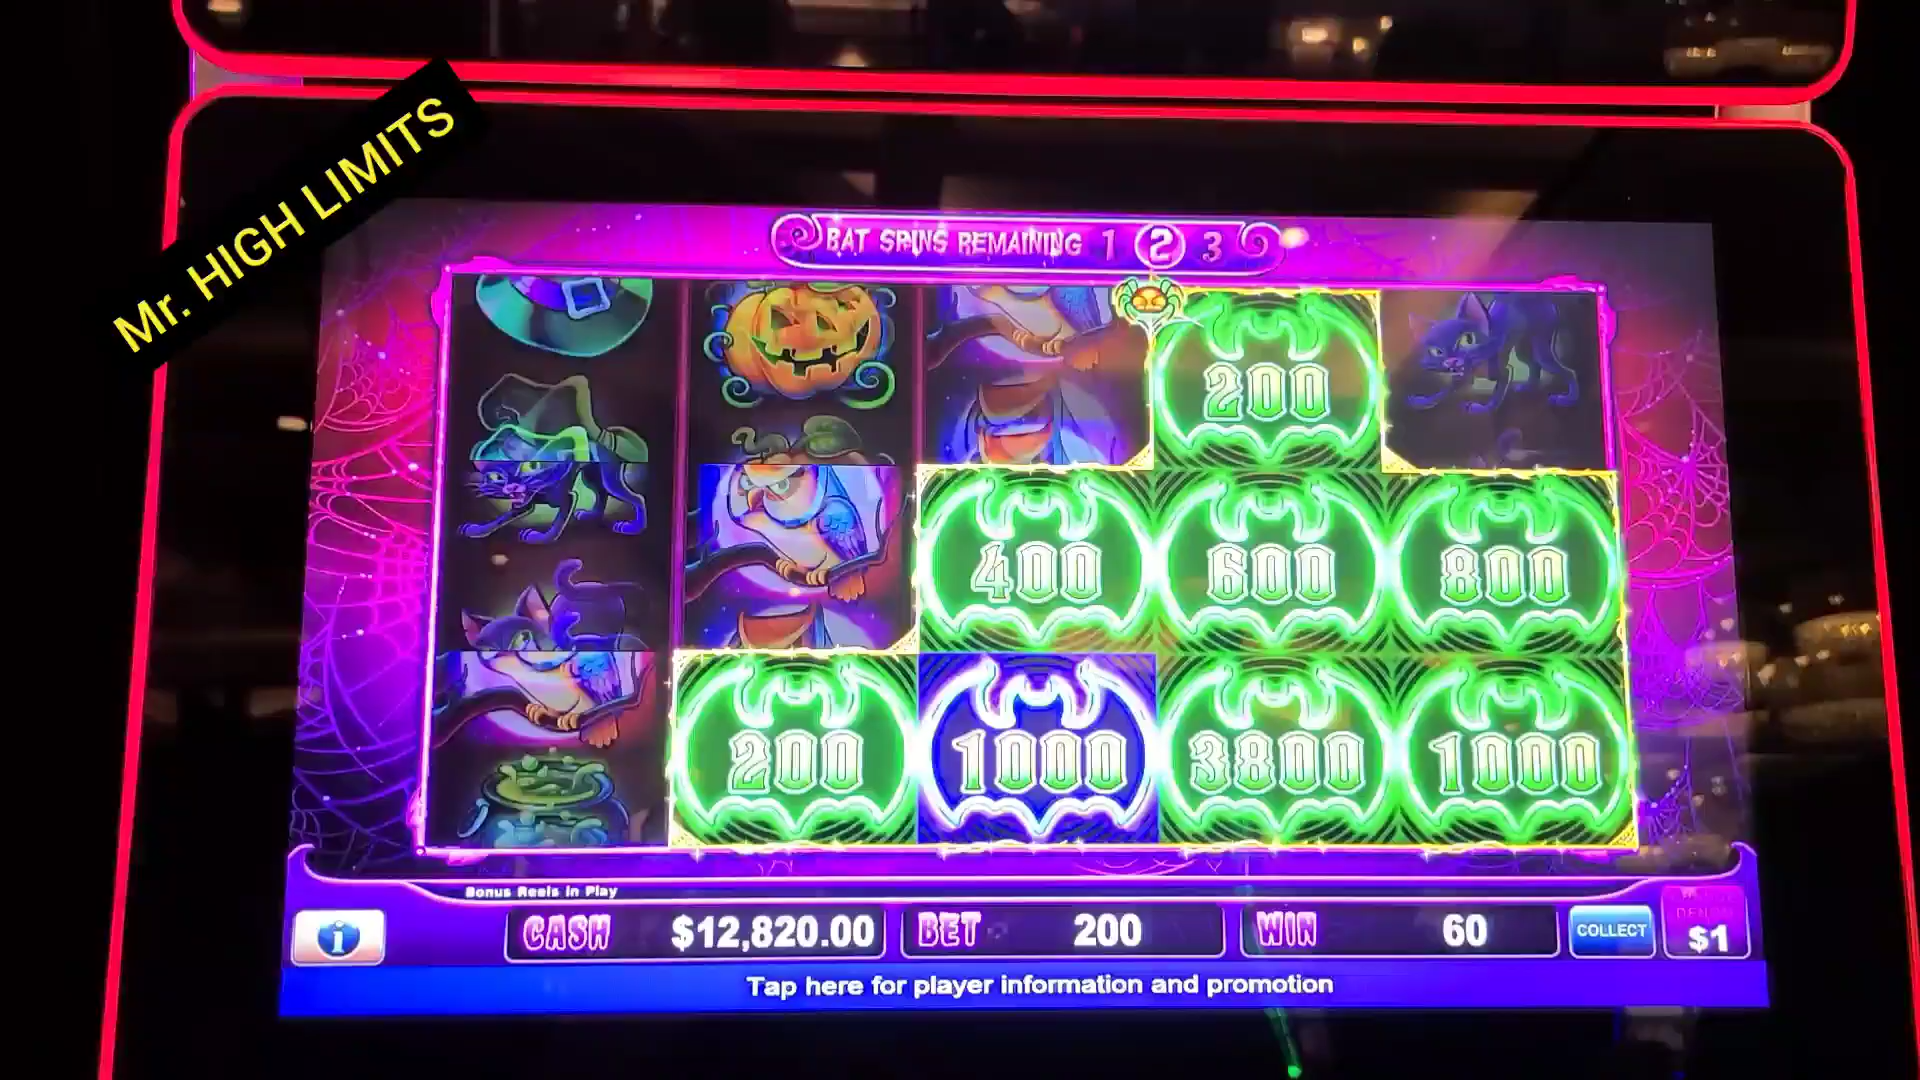 Mr. HIGH LIMITS
BAT SPINS REMAINING 1 2 3
200
400 600 800
200 1000 3800 1000
Bonus Reels in Play
CASH $12,820.00 BET 200 WIN 60 COLLECT $1
Tap here for player information and promotion